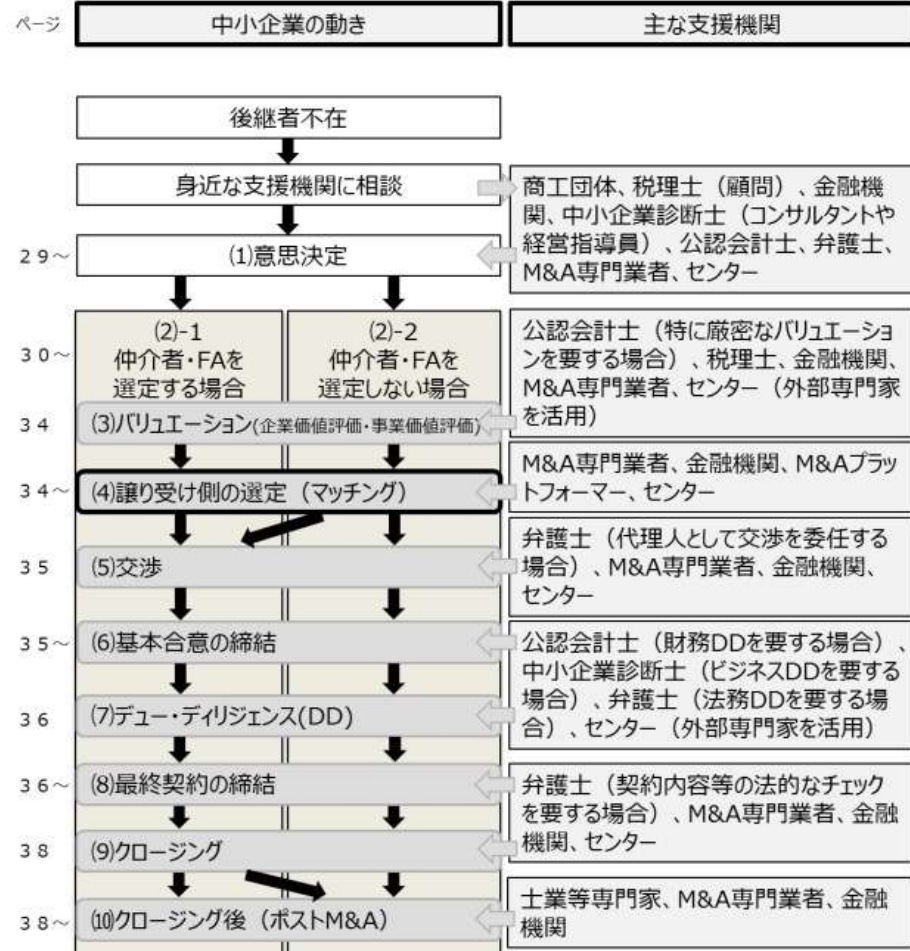 ページ
中小企業の動き
主な支援機関
後継者不在
身近な支援機関に相談
商工団体、税理士（顧問）、金融機
関、中小企業診断士（コンサルタントや
経営指導員）、公認会計士、弁護士、
M&A専門業者、センター
29～
(1)意思決定
30～
(2)-1
仲介者・FAを
選定する場合
(2)-2
仲介者・FAを
選定しない場合
公認会計士（特に厳密なバリュエーショ
ンを要する場合）、税理士、金融機関、
M&A専門業者、センター（外部専門家
を活用）
34
(3)バリュエーション(企業価値評価・事業価値評価)
34～
(4)譲り受け側の選定（マッチング）
M&A専門業者、金融機関、M&Aプラッ
トフォーマー、センター
35
(5)交渉
弁護士（代理人として交渉を委任する
場合）、M&A専門業者、金融機関、
センター
35～
(6)基本合意の締結
公認会計士（財務DDを要する場合）、
中小企業診断士（ビジネスDDを要する
場合）、弁護士（法務DDを要する場
合）、センター（外部専門家を活用）
36
(7)デュー・ディリジェンス(DD)
36～
(8)最終契約の締結
弁護士（契約内容等の法的なチェック
を要する場合）、M&A専門業者、金融
機関、センター
38
(9)クロージング
38～
(10)クロージング後（ポストM&A）
士業等専門家、M&A専門業者、金融
機関